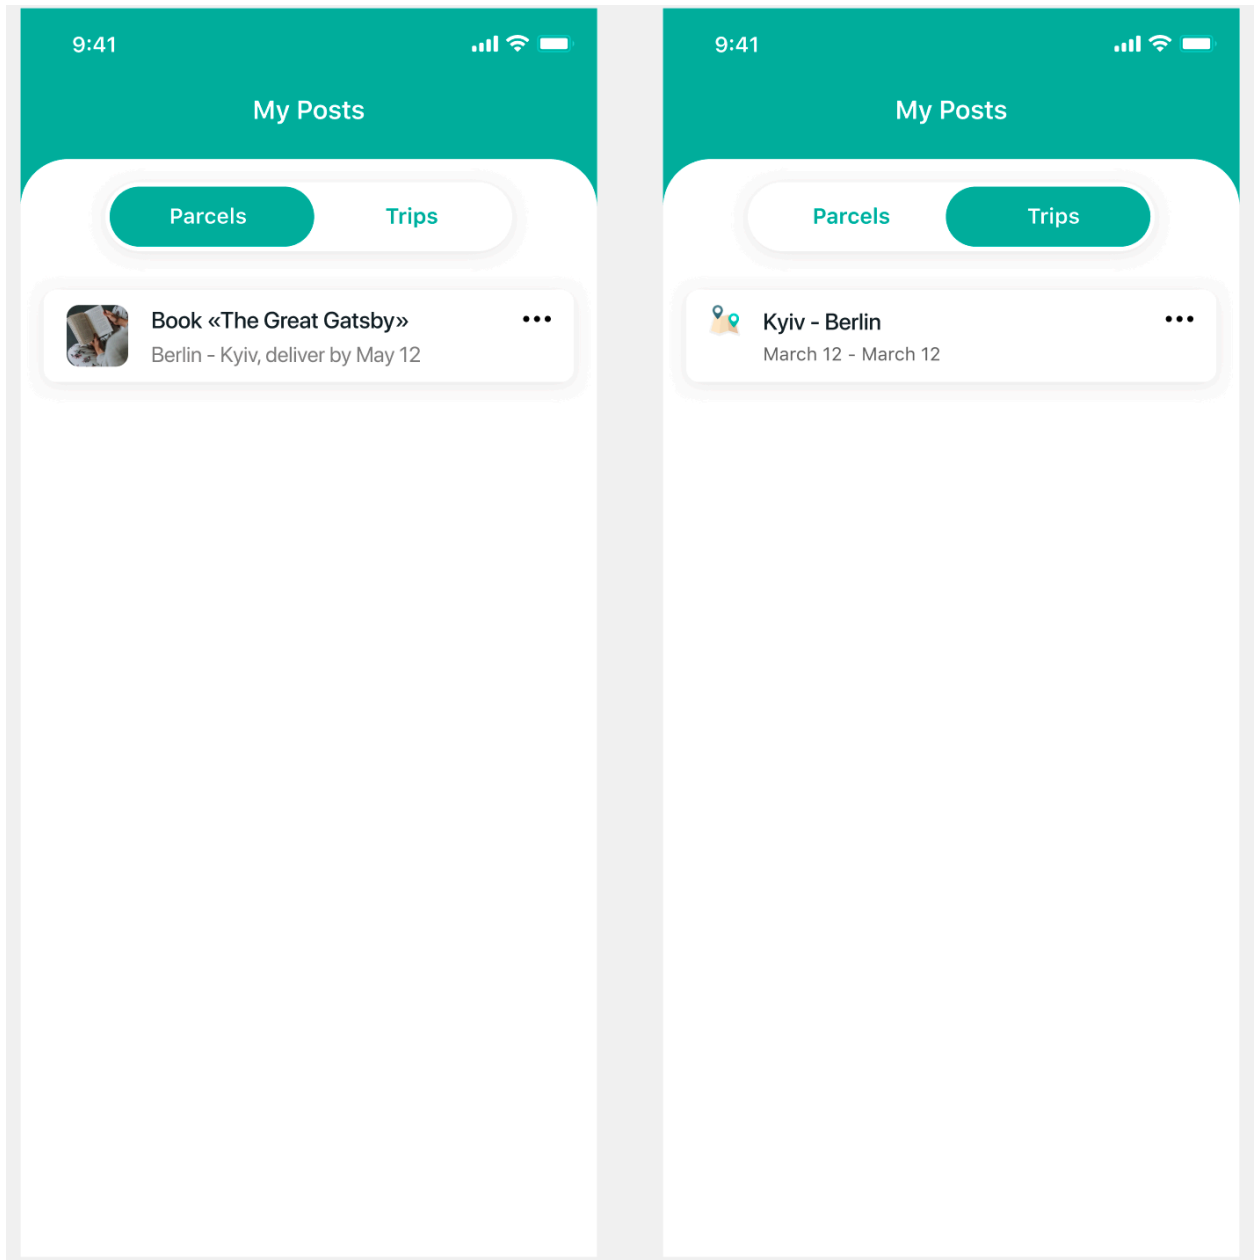 9:41
My Posts
Parcels
Trips
Book «The Great Gatsby»
Berlin - Kyiv, deliver by May 12
9:41
My Posts
Parcels
Trips
Kyiv - Berlin
March 12 - March 12